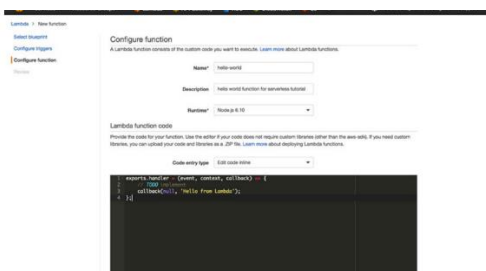 Lambda > New function
Select blueprint
Configure triggers
Configure function
Review
Configure function
A Lambda function consists of the custom code you want to execute. Learn more about Lambda functions.
Name* hello-world
Description hello world function for serverless tutorial
Runtime* Node.js 6.10
Lambda function code
Provide the code for your function. Use the editor if your code does not require custom libraries (other than the aws-sdk). If you need custom
libraries, you can upload your code and libraries as a .ZIP file. Learn more about deploying Lambda functions.
Code entry type Edit code inline
1 exports.handler = (event, context, callback) => {
2 // TODO implement
3 callback(null, 'Hello from Lambda');
4 };